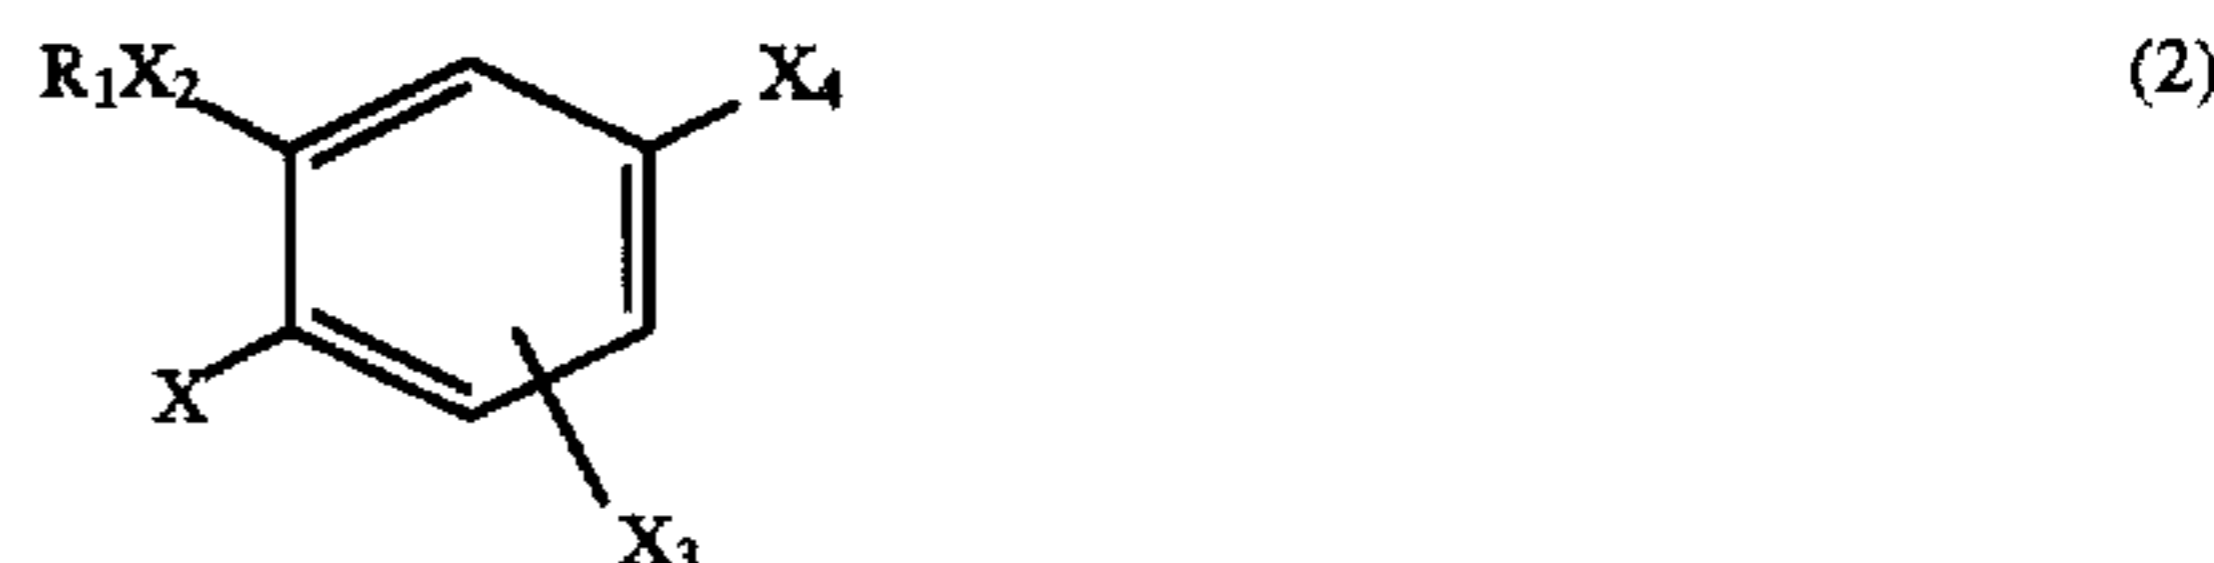 R₁X₂ X₄ (2)
X
X₃